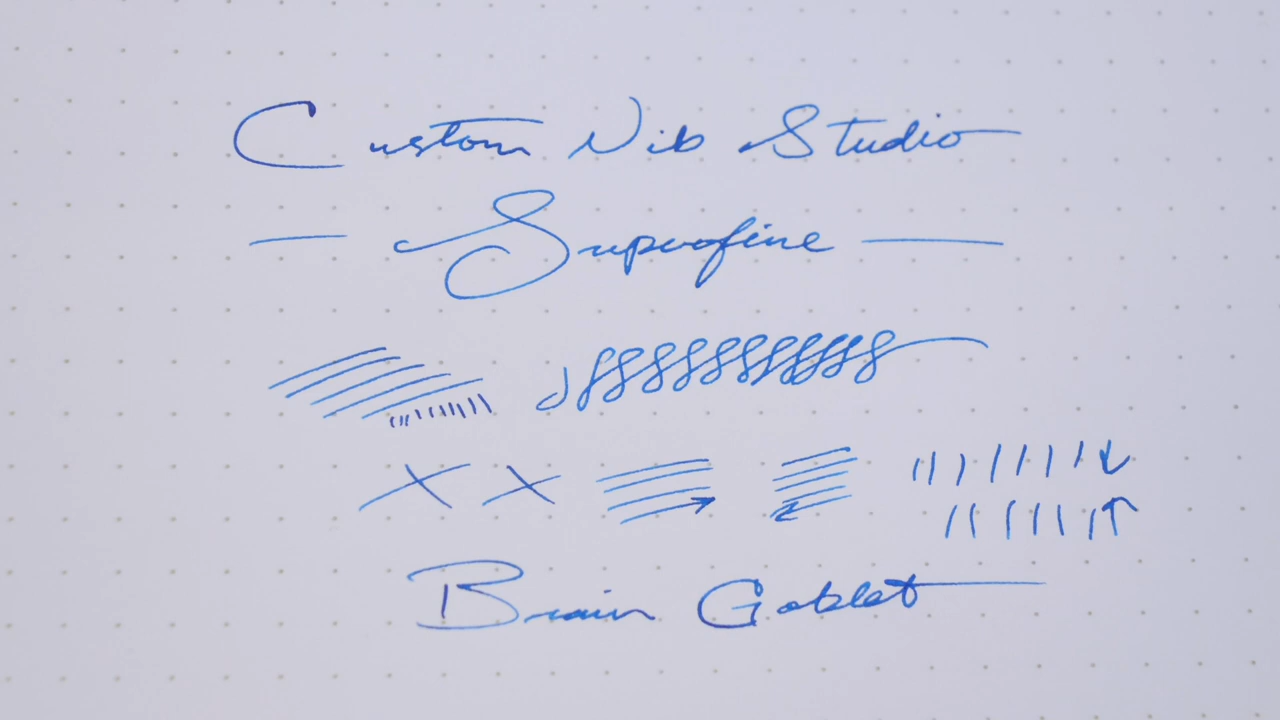 Custom Nib Studio
— Superfine —
Brain Goblet